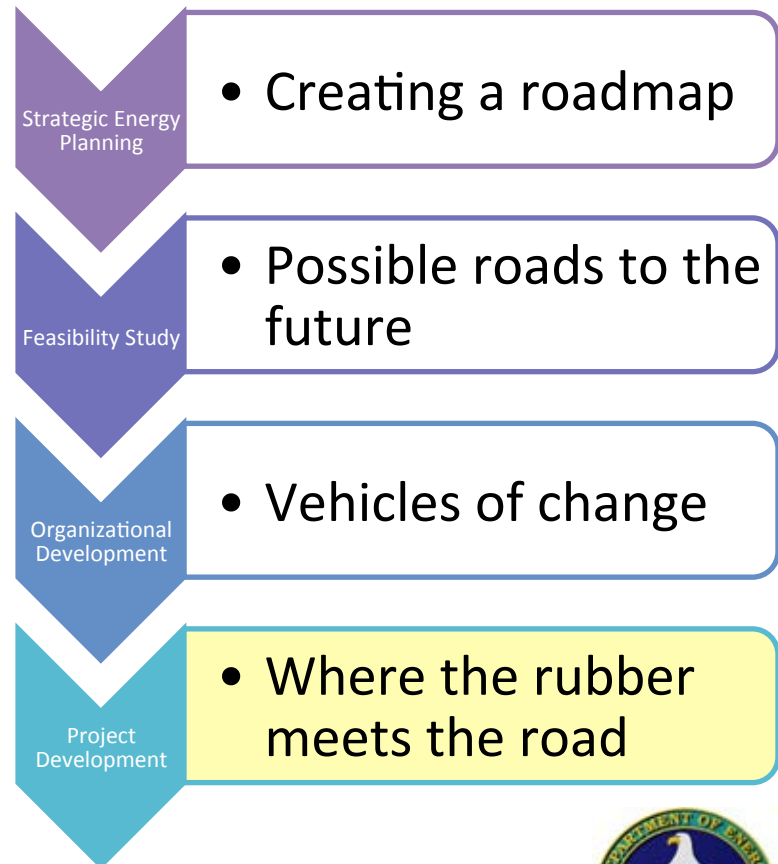 Strategic Energy
Planning
• Creating a roadmap
Feasibility Study
• Possible roads to the
future
Organizational
Development
• Vehicles of change
Project
Development
• Where the rubber
meets the road